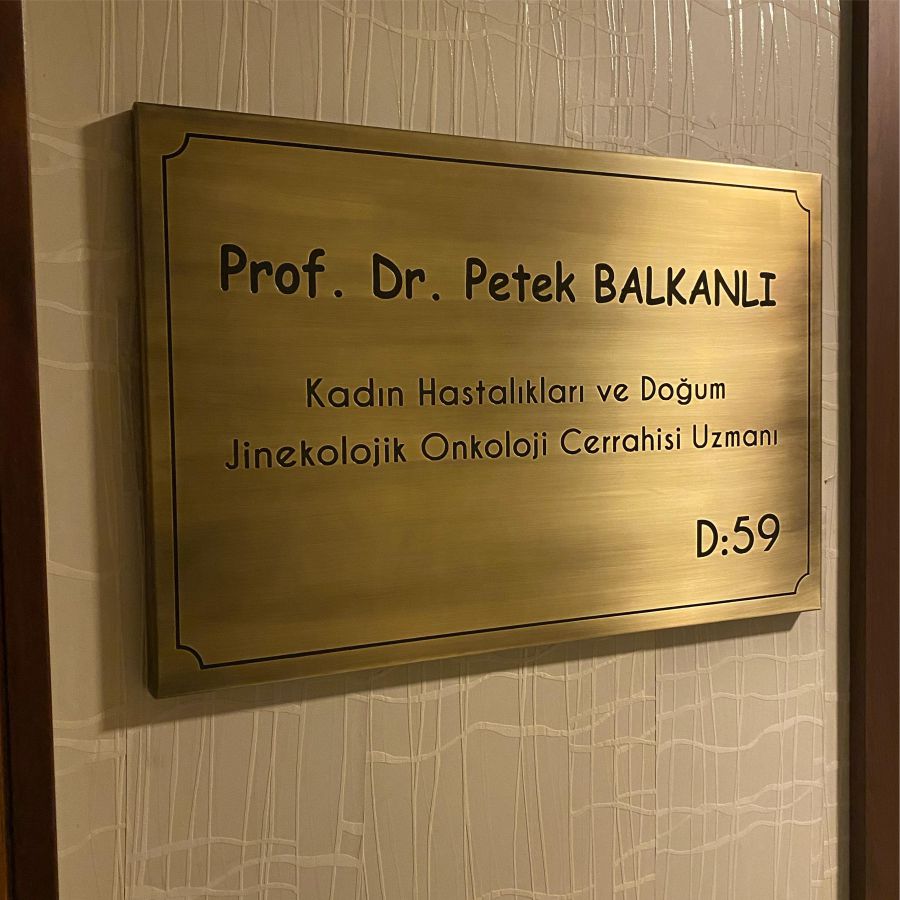 Prof. Dr. Petek BALKANLI
Kadın Hastalıkları ve Doğum
Jinekolojik Onkoloji Cerrahisi Uzmanı
D:59